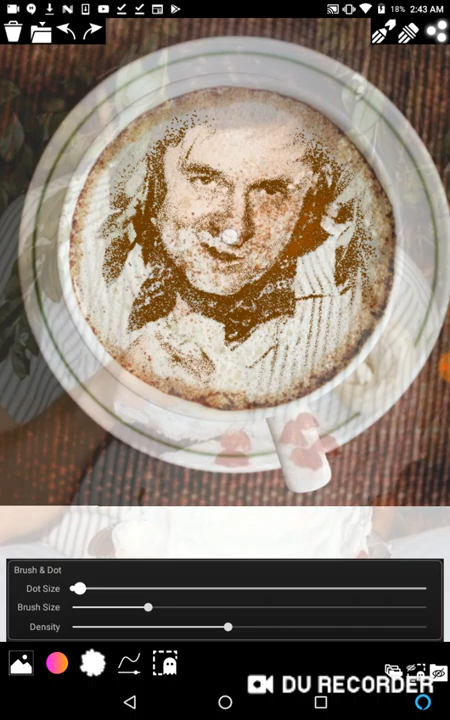 18% 2:43 AM
Brush & Dot
Dot Size
Brush Size
Density
DU RECORDER